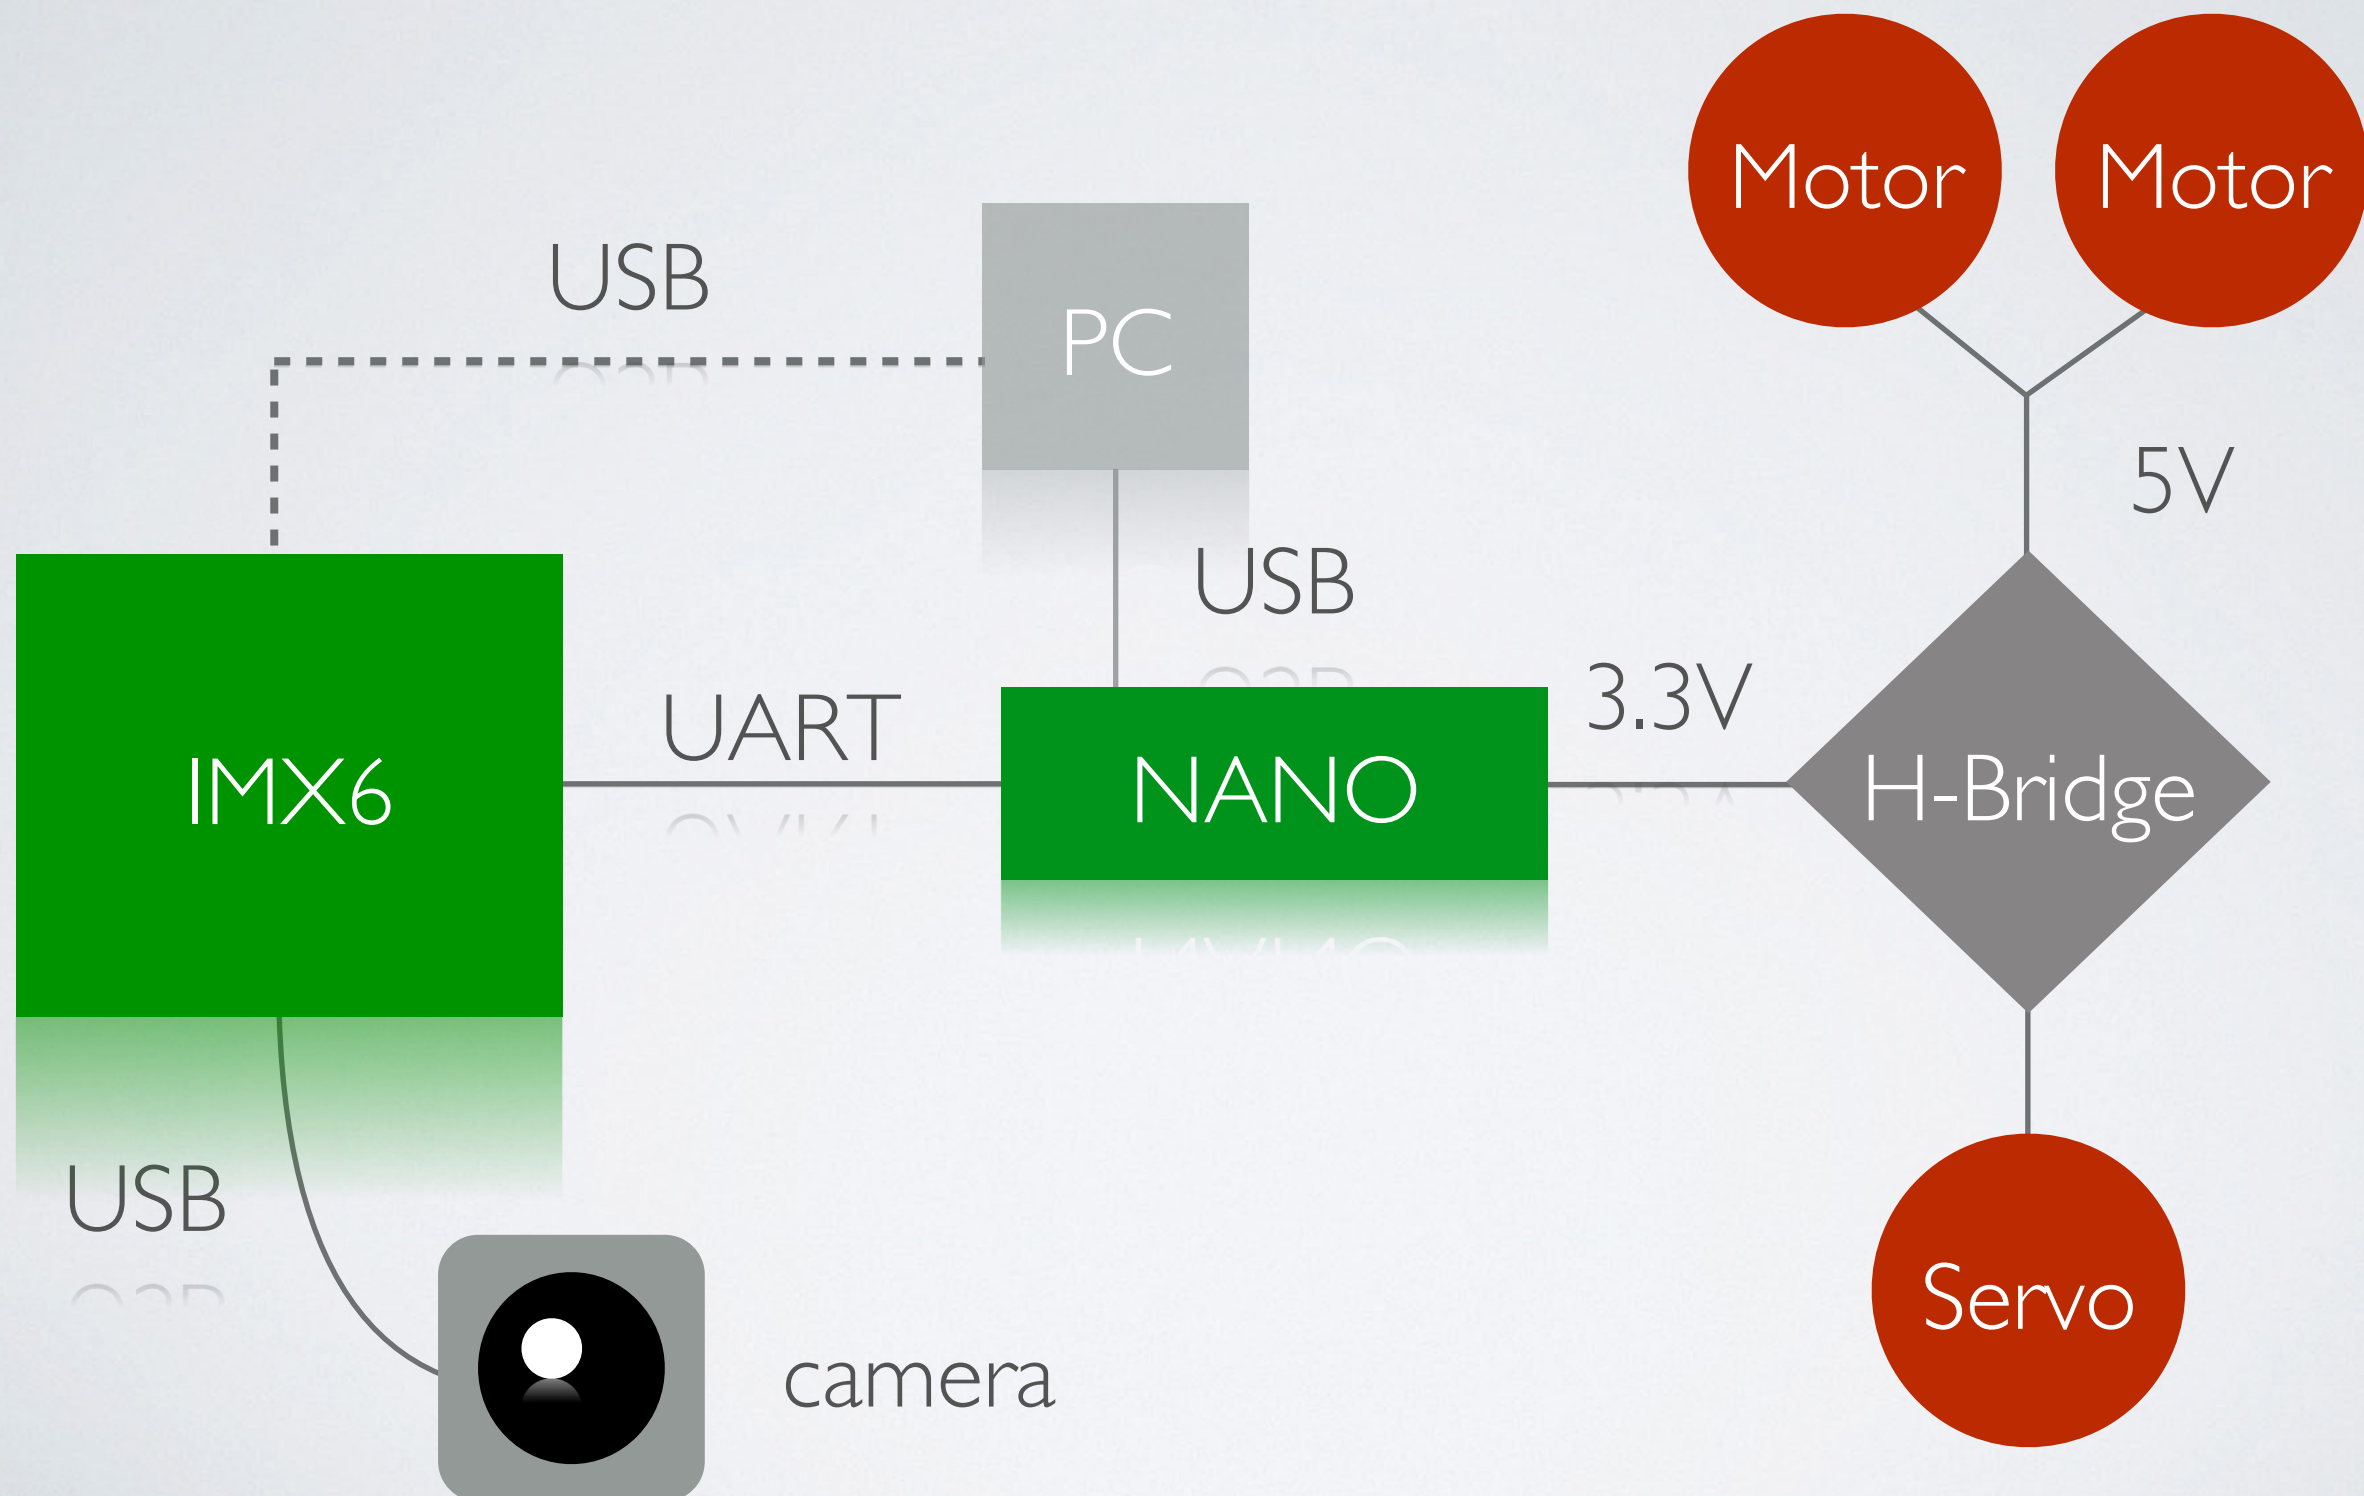 Motor
Motor
USB
PC
5V
USB
3.3V
UART
IMX6
NANO
H-Bridge
USB
Servo
camera